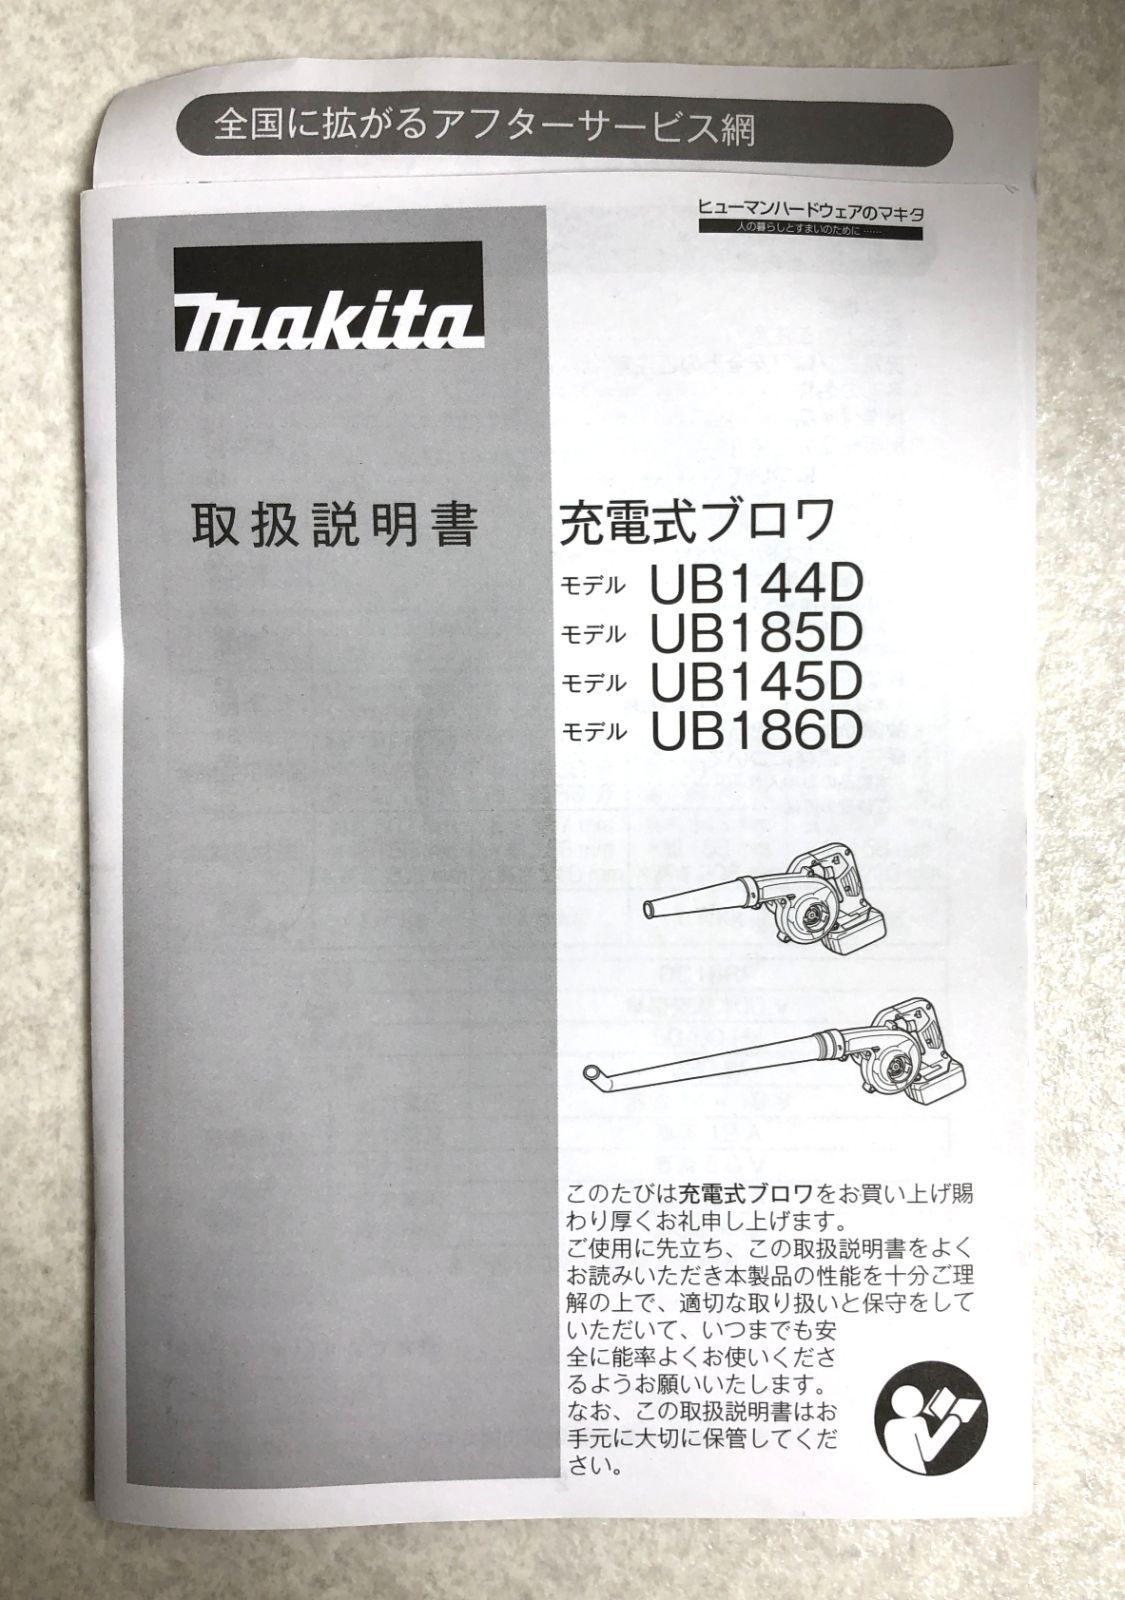 全国に拡がるアフターサービス網
ヒューマンハードウェアのマキタ
人の暮らしとすまいのために……
makita
取扱説明書
充電式ブロワ
モデル UB144D
モデル UB185D
モデル UB145D
モデル UB186D
このたびは充電式ブロワをお買い上げ賜
わり厚くお礼申し上げます。
ご使用に先立ち、この取扱説明書をよく
お読みいただき本製品の性能を十分ご理
解の上で、適切な取り扱いと保守をして
いただいて、いつまでも安
全に能率よくお使いくださ
るようお願いいたします。
なお、この取扱説明書はお
手元に大切に保管してくだ
さい。